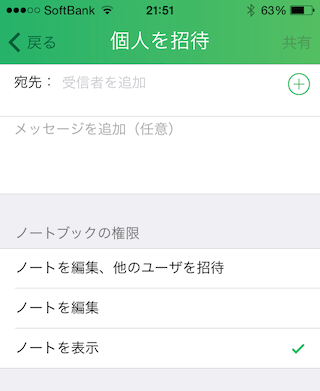 SoftBank 21:51 63%
戻る 個人を招待 共有
宛先： 受信者を追加
メッセージを追加（任意）
ノートブックの権限
ノートを編集、他のユーザを招待
ノートを編集
ノートを表示